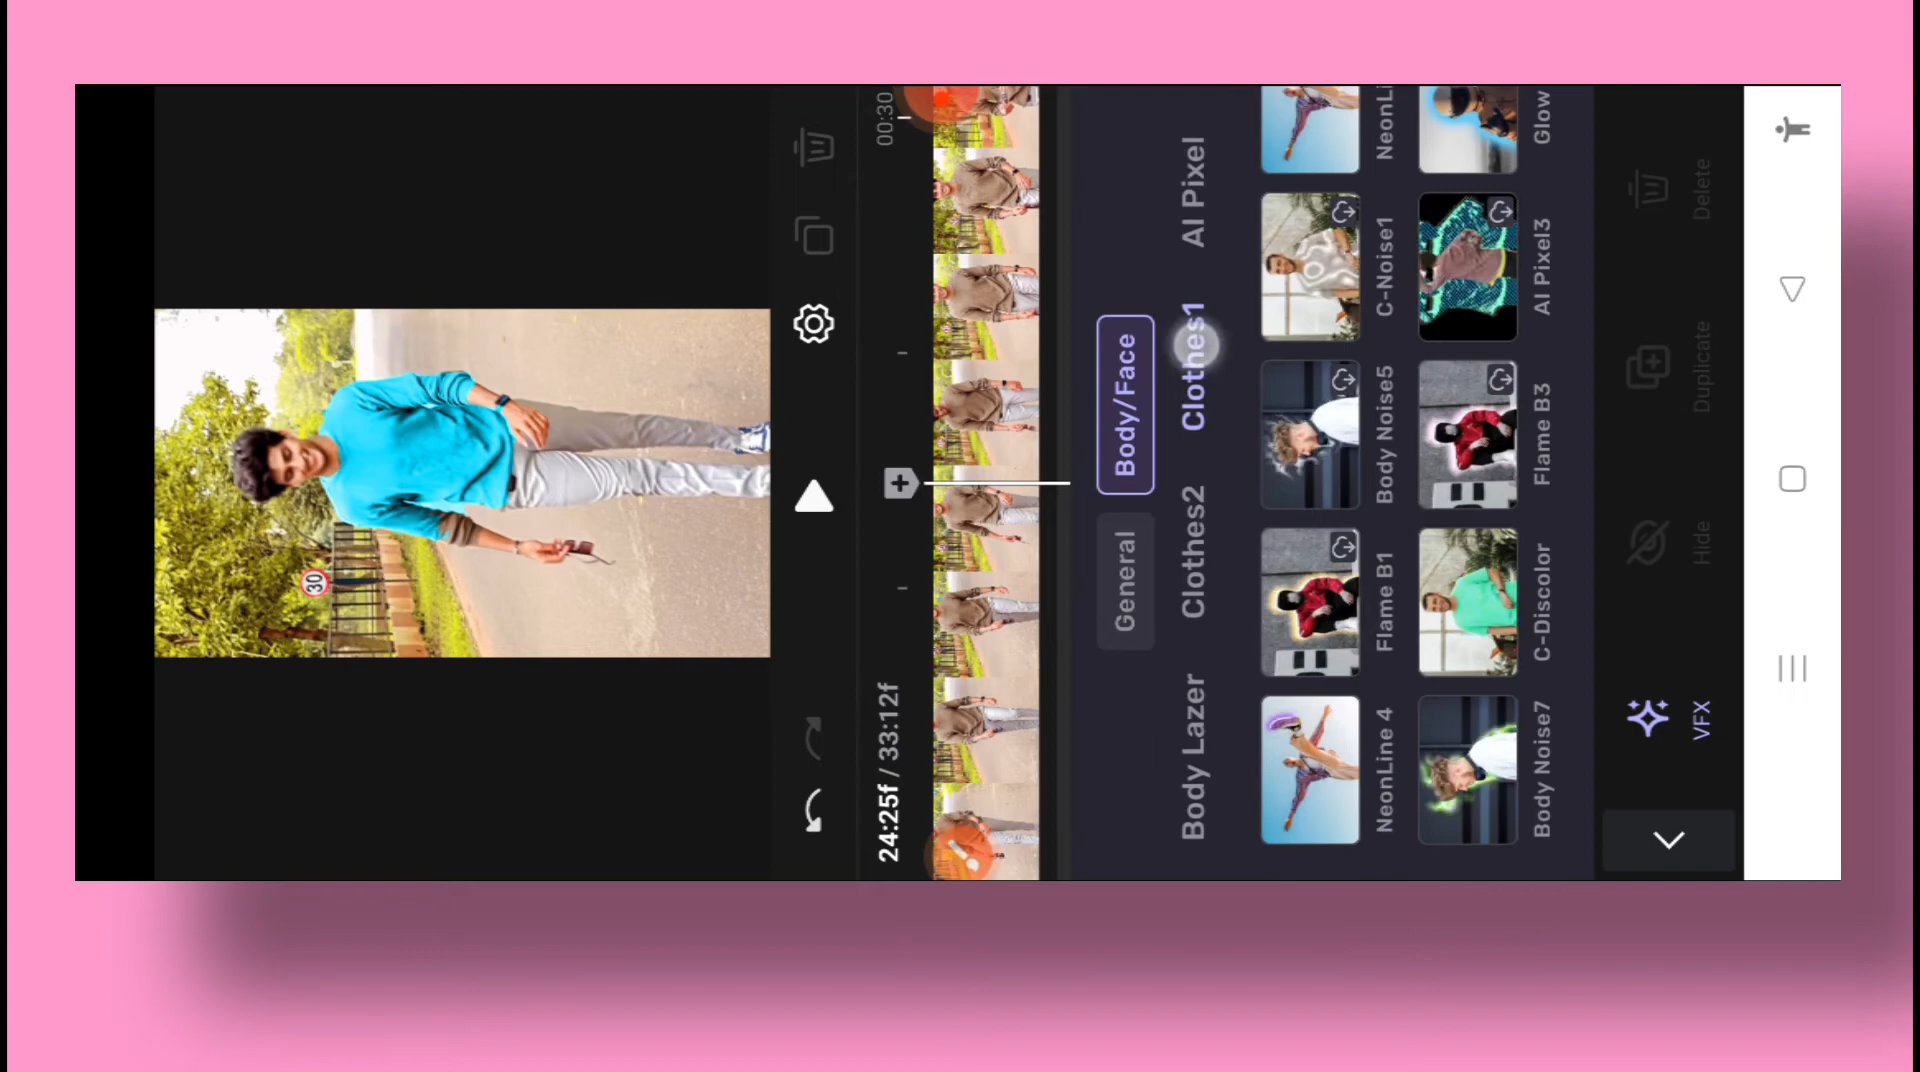 30
24:25f / 33:12f
00:30
General
Body/Face
Body Lazer
Clothes2
Clothes1
AI Pixel
NeonLine 4
Flame B1
Body Noise5
C-Noise1
NeonLi
Body Noise7
C-Discolor
Flame B3
AI Pixel3
Glow
VFX
Hide
Duplicate
Delete